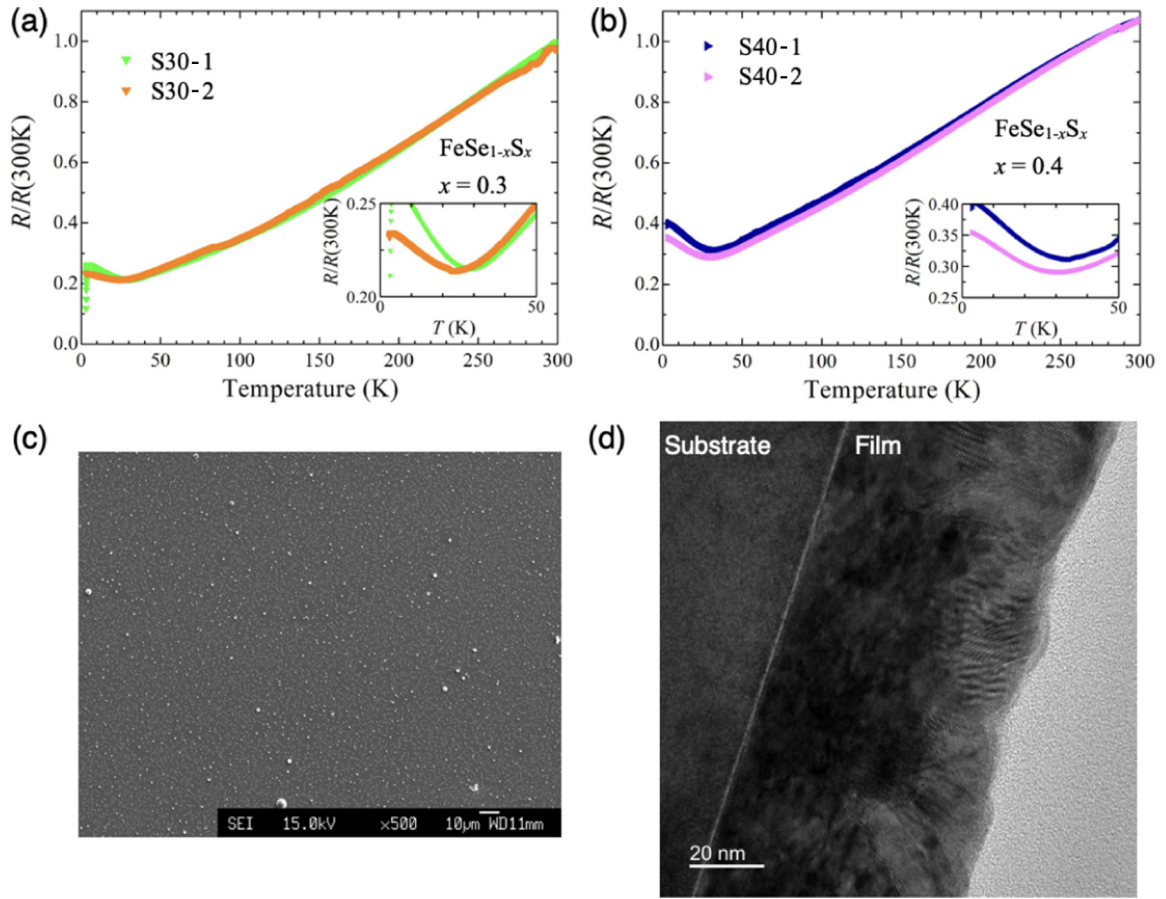 (a)
S30-1
S30-2
FeSe1-xSx
x = 0.3
R/R(300K)
1.0
0.8
0.6
0.4
0.2
0.0
0 50 100 150 200 250 300
Temperature (K)
R/R(300K)
0.25
0.20
0 50
T (K)
(b)
S40-1
S40-2
FeSe1-xSx
x = 0.4
R/R(300K)
1.0
0.8
0.6
0.4
0.2
0.0
0 50 100 150 200 250 300
Temperature (K)
R/R(300K)
0.40
0.35
0.30
0.25
0 50
T (K)
(c)
SEI 15.0kV ×500 10μm WD11mm
(d)
Substrate Film
20 nm